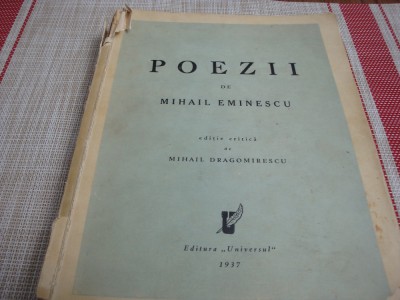 POEZII
DE
MIHAIL EMINESCU
ediție critică
de
MIHAIL DRAGOMIRESCU
Editura „Universul"
1937